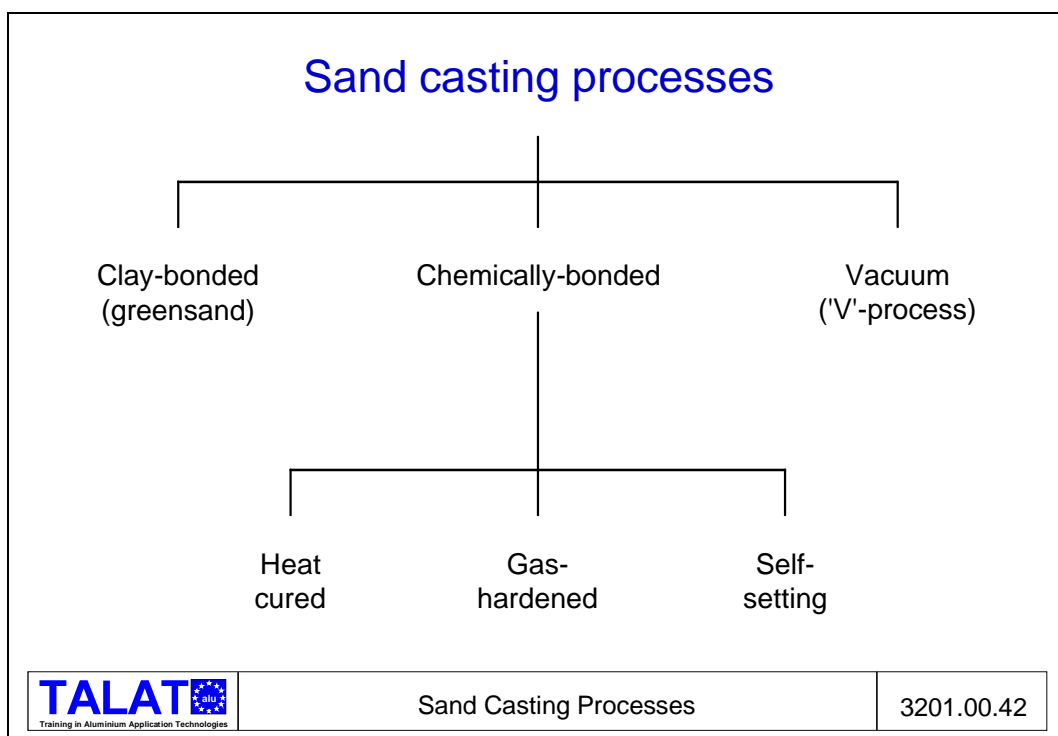 Sand casting processes
Clay-bonded
(greensand)
Chemically-bonded
Vacuum
('V'-process)
Heat
cured
Gas-
hardened
Self-
setting
TALAT
alu
Training in Aluminium Application Technologies
Sand Casting Processes
3201.00.42